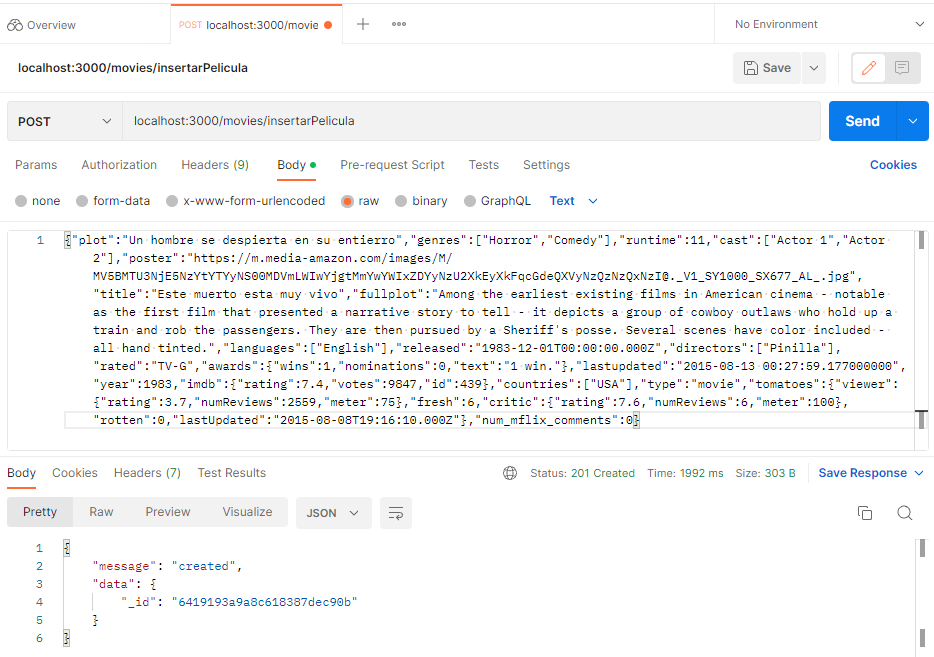 Overview
POST localhost:3000/movie
No Environment
localhost:3000/movies/insertarPelicula
Save
POST
localhost:3000/movies/insertarPelicula
Send
Params Authorization Headers (9) Body Pre-request Script Tests Settings Cookies
none form-data x-www-form-urlencoded raw binary GraphQL Text
1 {"plot":"Un hombre se despierta en su entierro","genres":["Horror","Comedy"],"runtime":11,"cast":["Actor 1","Actor
2"],"poster":"https://m.media-amazon.com/images/M/
MV5BMTU3NjE5NzYtYTYyNS00MDVmLWIwYjgtMmYwYWIxZDYyNzU2XkEyXkFqcGdeQXVyNzQzNzQxNzI@._V1_SY1000_SX677_AL_.jpg",
"title":"Este muerto esta muy vivo","fullplot":"Among the earliest existing films in American cinema - notable
as the first film that presented a narrative story to tell - it depicts a group of cowboy outlaws who hold up a
train and rob the passengers. They are then pursued by a Sheriff's posse. Several scenes have color included -
all hand tinted.","languages":["English"],"released":"1983-12-01T00:00:00.000Z","directors":["Pinilla"],
"rated":"TV-G","awards":{"wins":1,"nominations":0,"text":"1 win."},"lastupdated":"2015-08-13 00:27:59.177000000",
"year":1983,"imdb":{"rating":7.4,"votes":9847,"id":439},"countries":["USA"],"type":"movie","tomatoes":{"viewer":
{"rating":3.7,"numReviews":2559,"meter":75},"fresh":6,"critic":{"rating":7.6,"numReviews":6,"meter":100},
"rotten":0,"lastUpdated":"2015-08-08T19:16:10.000Z"},"num_mflix_comments":0}
Body Cookies Headers (7) Test Results Status: 201 Created Time: 1992 ms Size: 303 B Save Response
Pretty Raw Preview Visualize JSON
1 {
2 "message": "created",
3 "data": {
4 "_id": "6419193a9a8c618387dec90b"
5 }
6 }